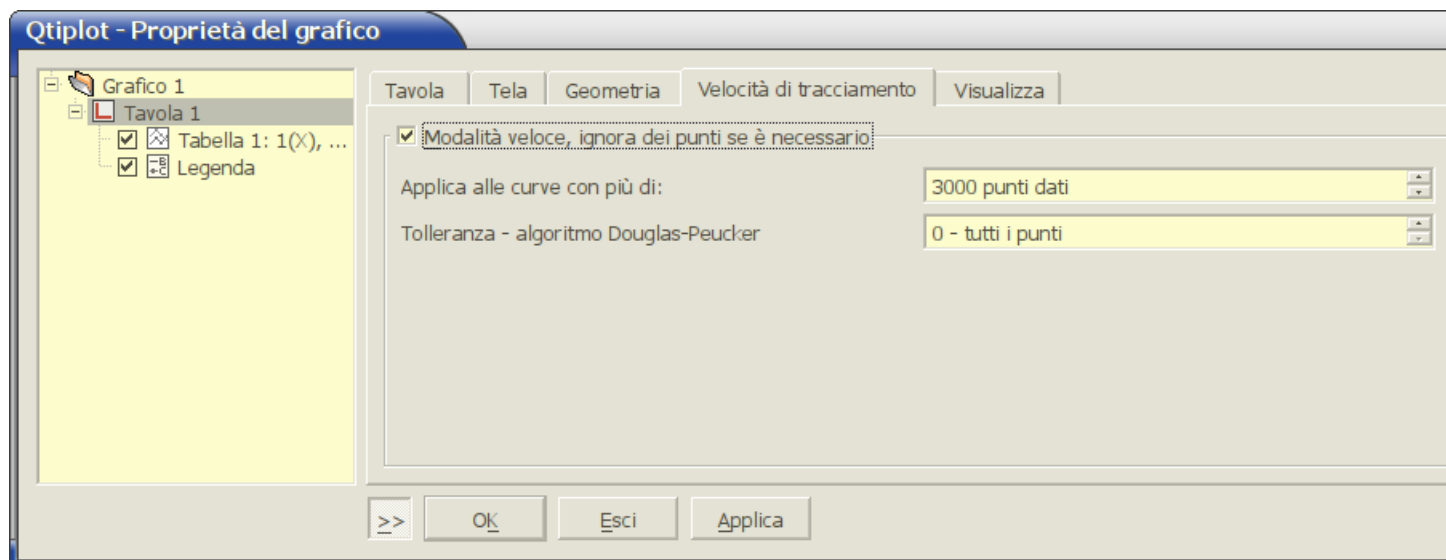 Qtiplot - Proprietà del grafico
Grafico 1
Tavola 1
Tabella 1: 1(X), ...
Legenda
Tavola
Tela
Geometria
Velocità di tracciamento
Visualizza
Modalità veloce, ignora dei punti se è necessario
Applica alle curve con più di:
3000 punti dati
Tolleranza - algoritmo Douglas-Peucker
0 - tutti i punti
>>
OK
Esci
Applica